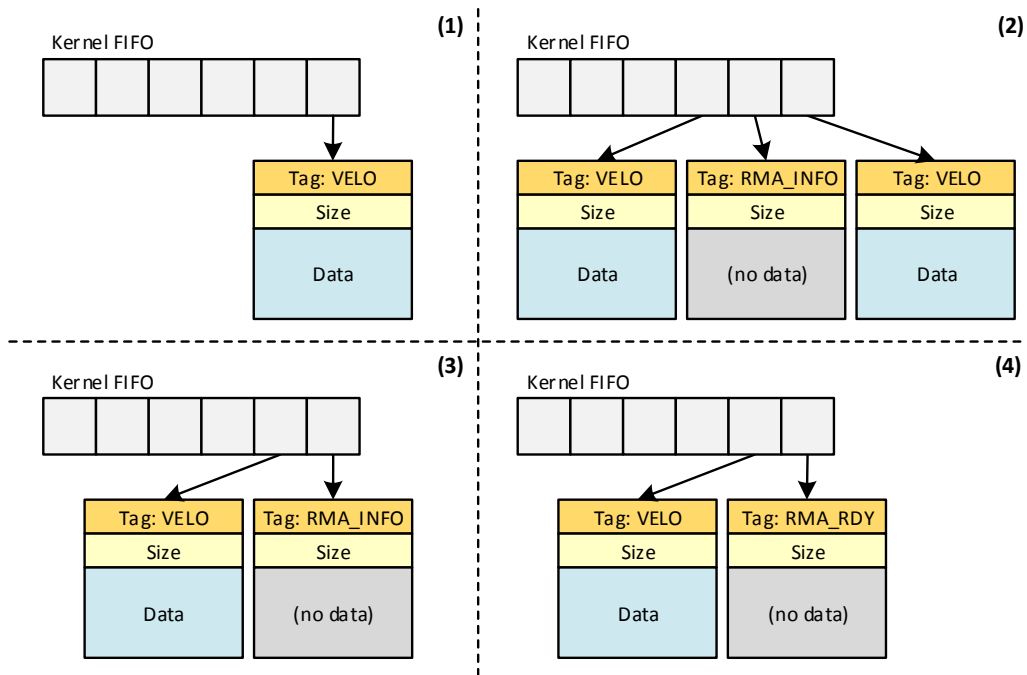 (1)
Kernel FIFO
Tag: VELO
Size
Data
(2)
Kernel FIFO
Tag: VELO
Tag: RMA_INFO
Tag: VELO
Size
Size
Size
Data
(no data)
Data
(3)
Kernel FIFO
Tag: VELO
Tag: RMA_INFO
Size
Size
Data
(no data)
(4)
Kernel FIFO
Tag: VELO
Tag: RMA_RDY
Size
Size
Data
(no data)